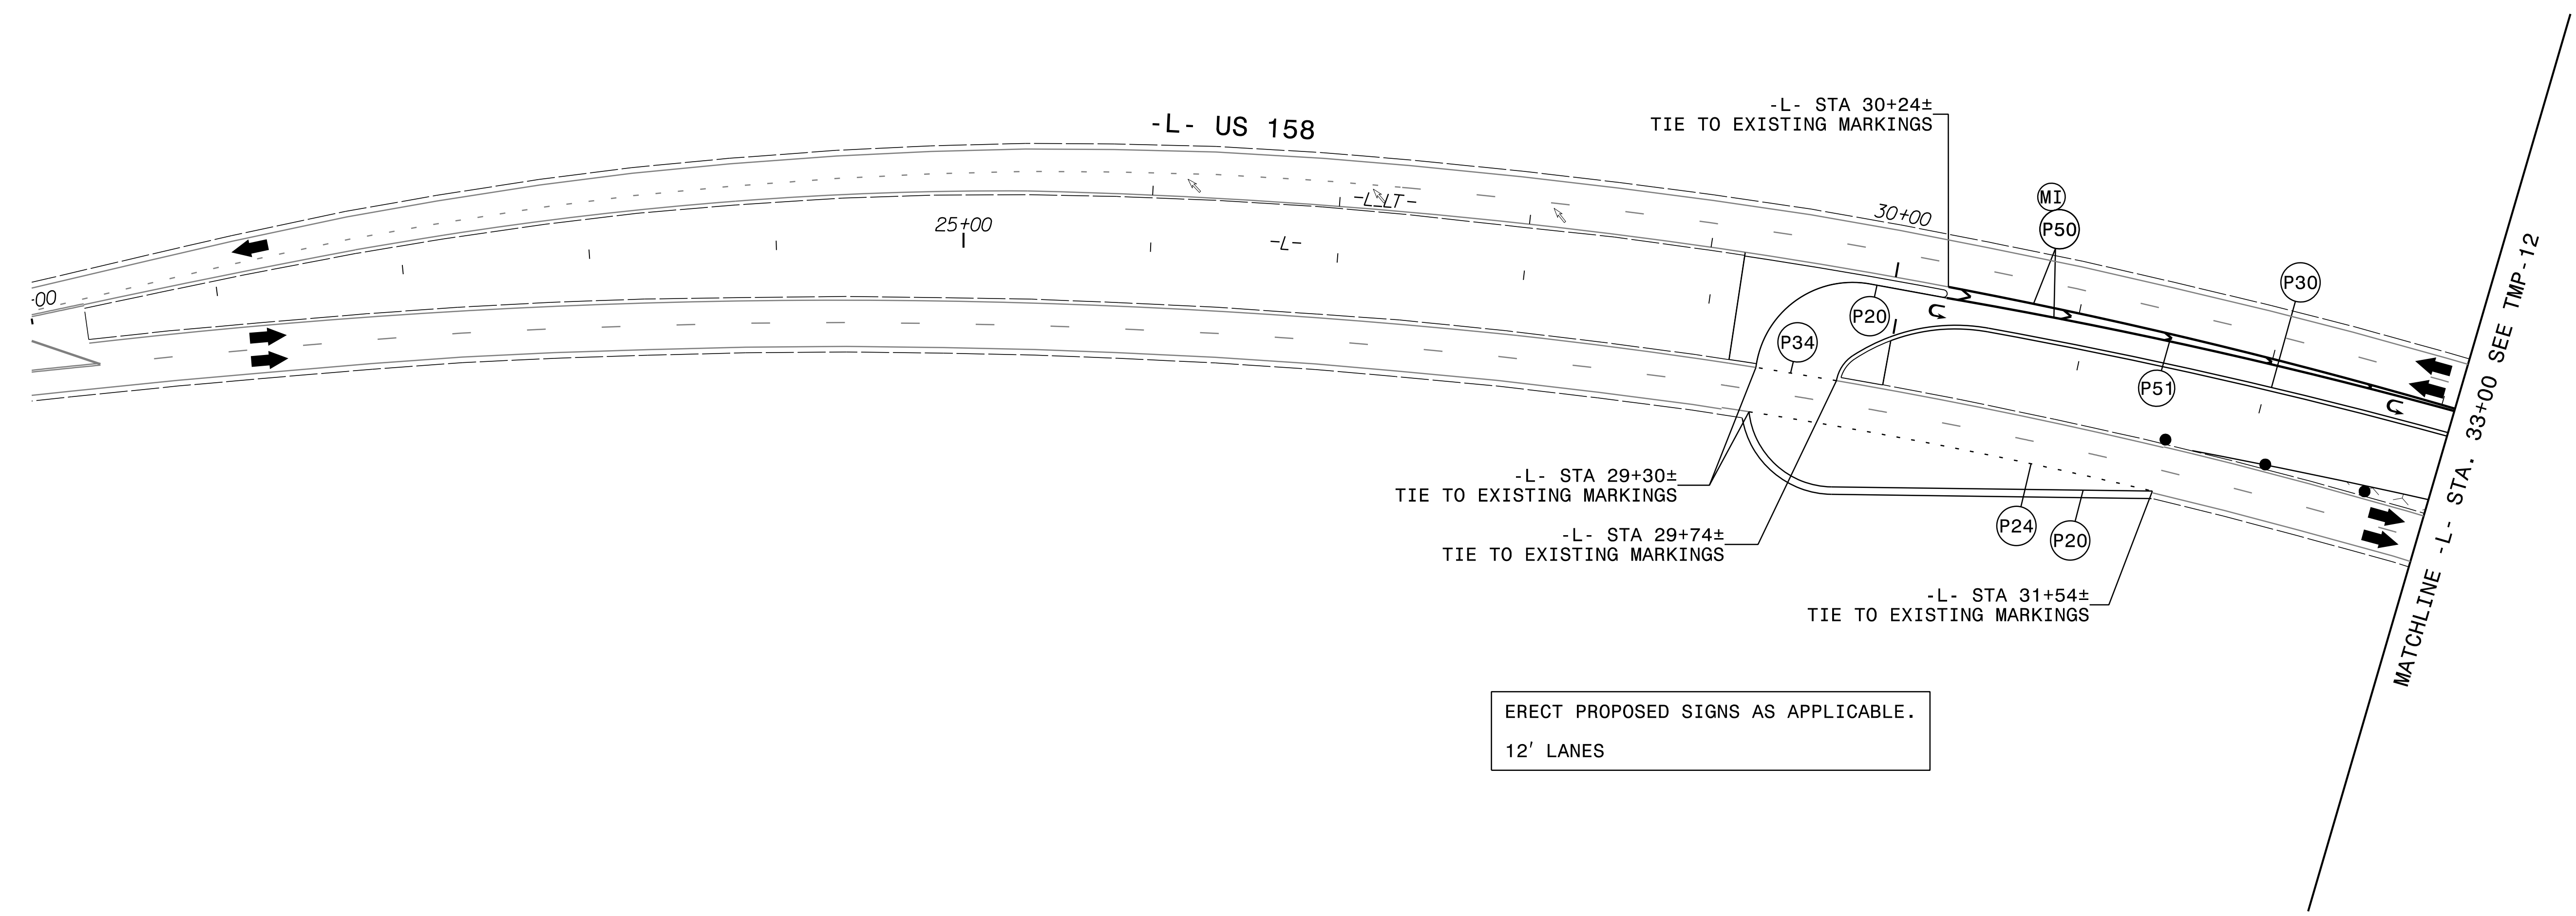 -L- STA 30+24±
TIE TO EXISTING MARKINGS
-L- US 158
MI
P50
-L_LT-
30+00
25+00
-L-
P30
-00
P20
P34
P51
MATCHLINE -L- STA. 33+00 SEE TMP-12
-L- STA 29+30±
TIE TO EXISTING MARKINGS
P24
P20
-L- STA 29+74±
TIE TO EXISTING MARKINGS
-L- STA 31+54±
TIE TO EXISTING MARKINGS
ERECT PROPOSED SIGNS AS APPLICABLE.
12' LANES